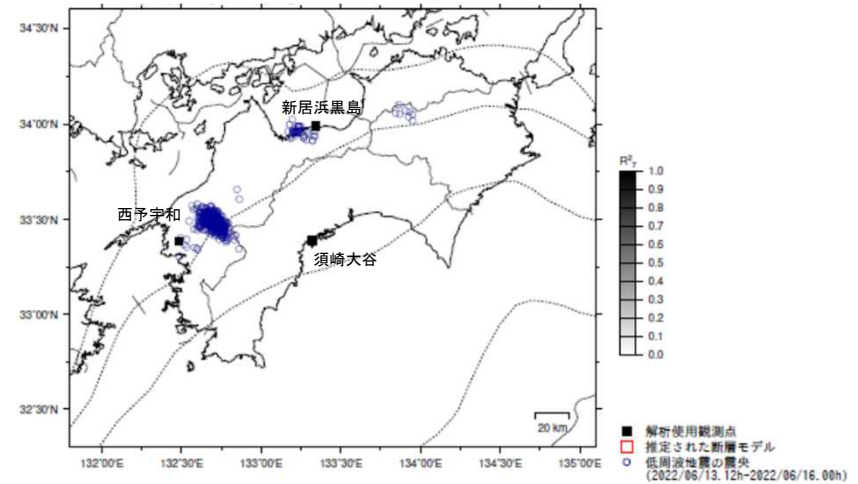 34°30'N
34°00'N
33°30'N
33°00'N
32°30'N
132°00'E 132°30'E 133°00'E 133°30'E 134°00'E 134°30'E 135°00'E
新居浜黒島
西予宇和
須崎大谷
20 km
R²₇
1.0
0.9
0.8
0.7
0.6
0.5
0.4
0.3
0.2
0.1
0.0
解析使用観測点
推定された断層モデル
低周波地震の震央
(2022/06/13.12h-2022/06/16.00h)